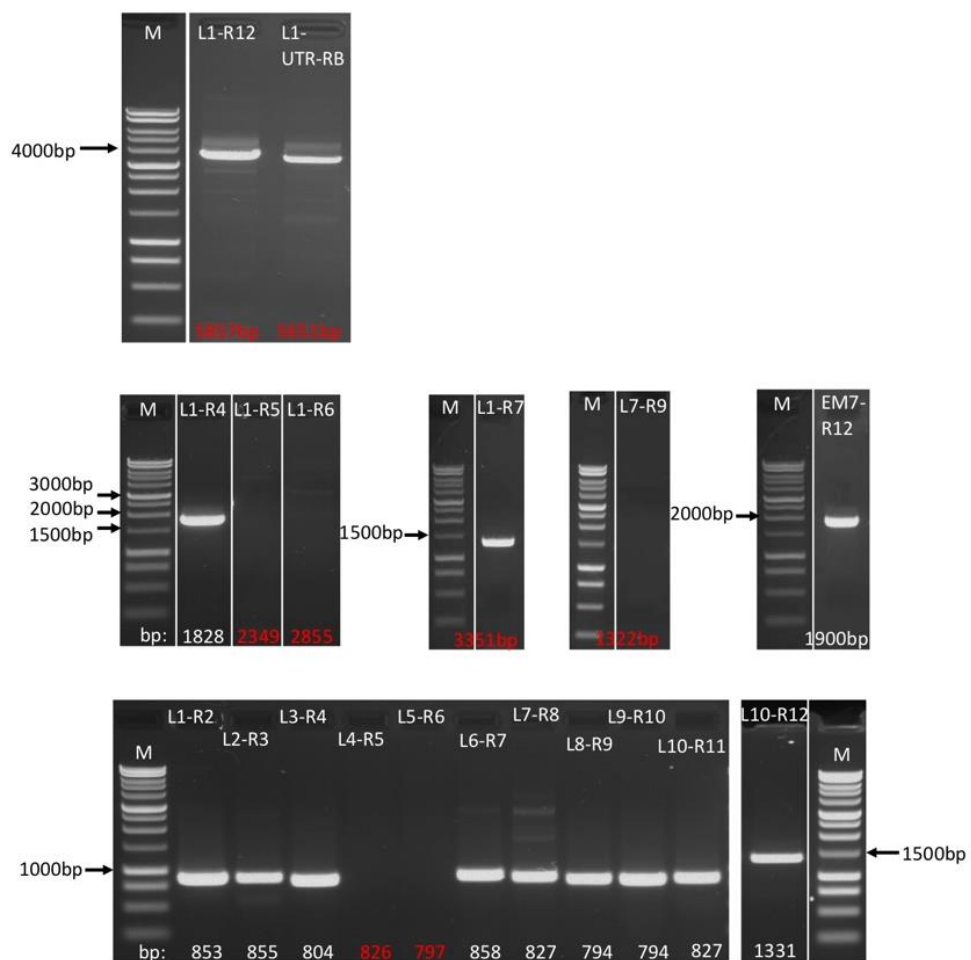 M L1-R12 L1-
UTR-RB
4000bp
5857bp 5651bp
M L1-R4 L1-R5 L1-R6
3000bp
2000bp
1500bp
bp: 1828 2349 2855
M L1-R7
1500bp
3351bp
M L7-R9
1322bp
M EM7-
R12
2000bp
1900bp
L1-R2 L3-R4 L5-R6 L7-R8 L9-R10
L2-R3 L4-R5 L6-R7 L8-R9 L10-R11
M
1000bp
bp: 853 855 804 826 797 858 827 794 794 827
L10-R12
M
1500bp
1331